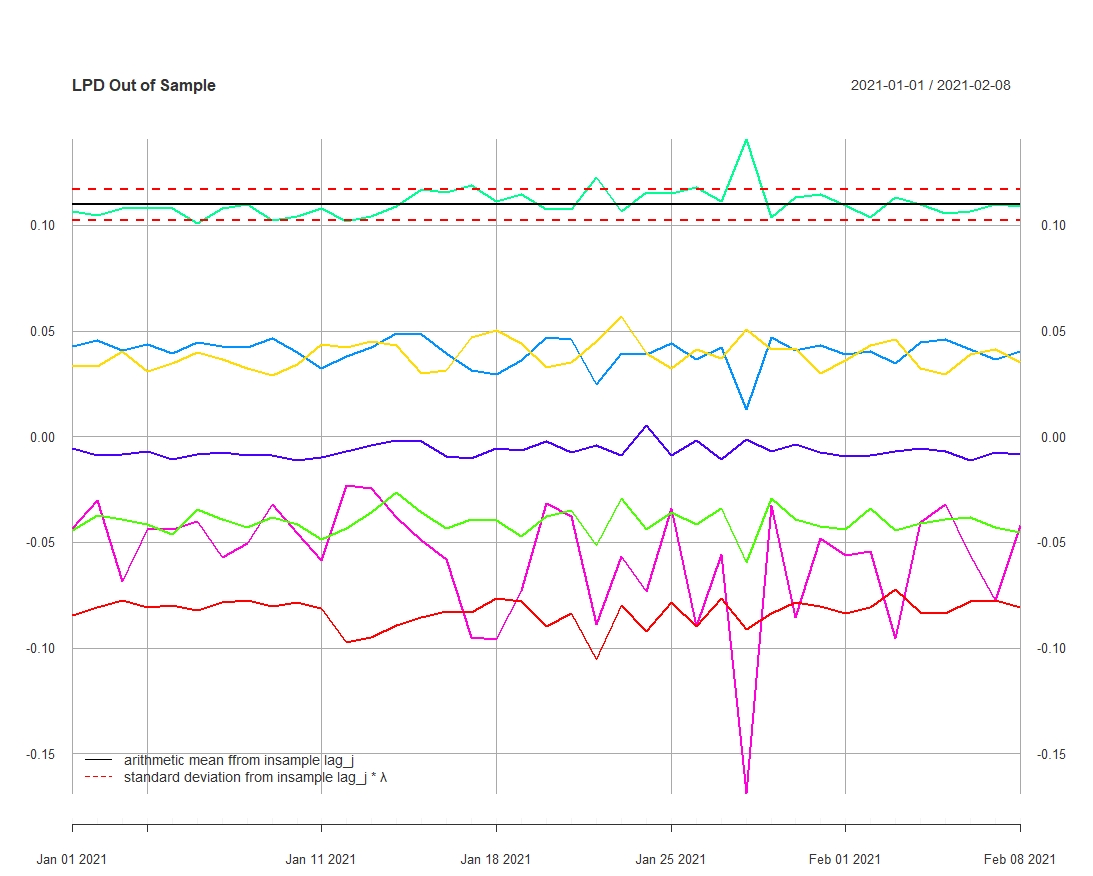 LPD Out of Sample
2021-01-01 / 2021-02-08
0.10
0.10
0.05
0.05
0.00
0.00
-0.05
-0.05
-0.10
-0.10
-0.15
-0.15
arithmetic mean ffrom insample lag_j
standard deviation from insample lag_j * λ
Jan 01 2021
Jan 11 2021
Jan 18 2021
Jan 25 2021
Feb 01 2021
Feb 08 2021